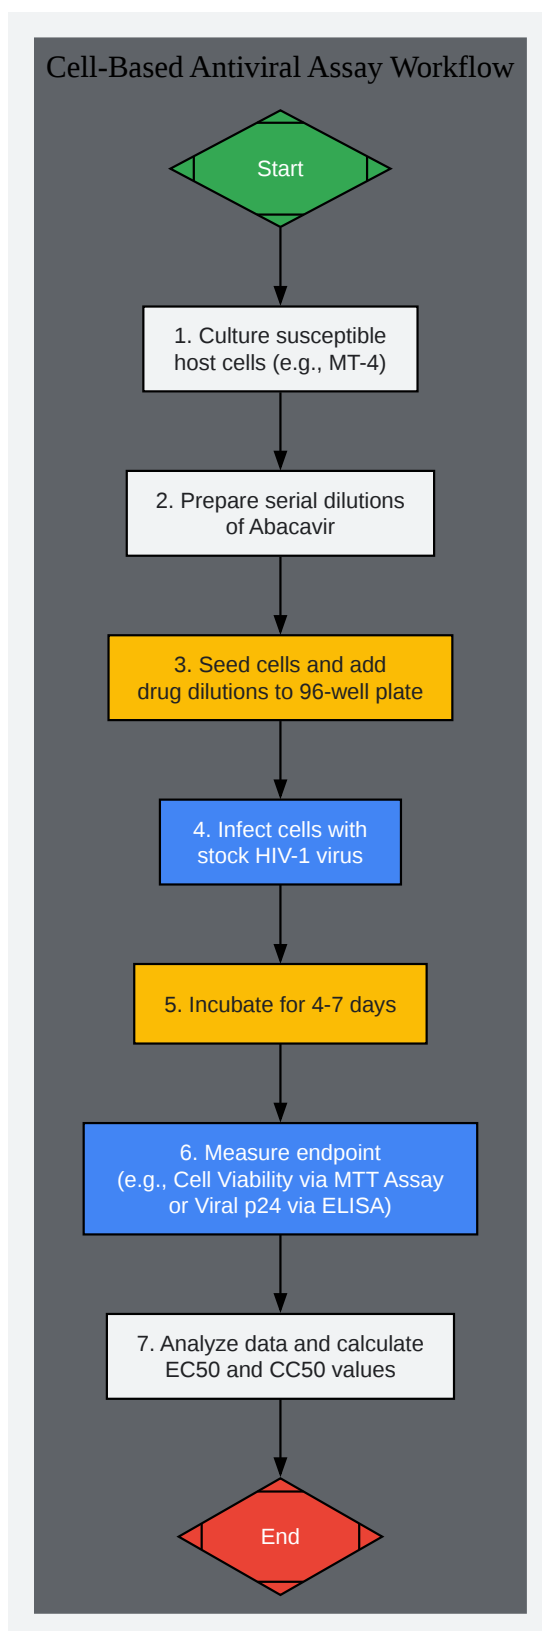 Cell-Based Antiviral Assay Workflow
Start
1. Culture susceptible
host cells (e.g., MT-4)
2. Prepare serial dilutions
of Abacavir
3. Seed cells and add
drug dilutions to 96-well plate
4. Infect cells with
stock HIV-1 virus
5. Incubate for 4-7 days
6. Measure endpoint
(e.g., Cell Viability via MTT Assay
or Viral p24 via ELISA)
7. Analyze data and calculate
EC50 and CC50 values
End